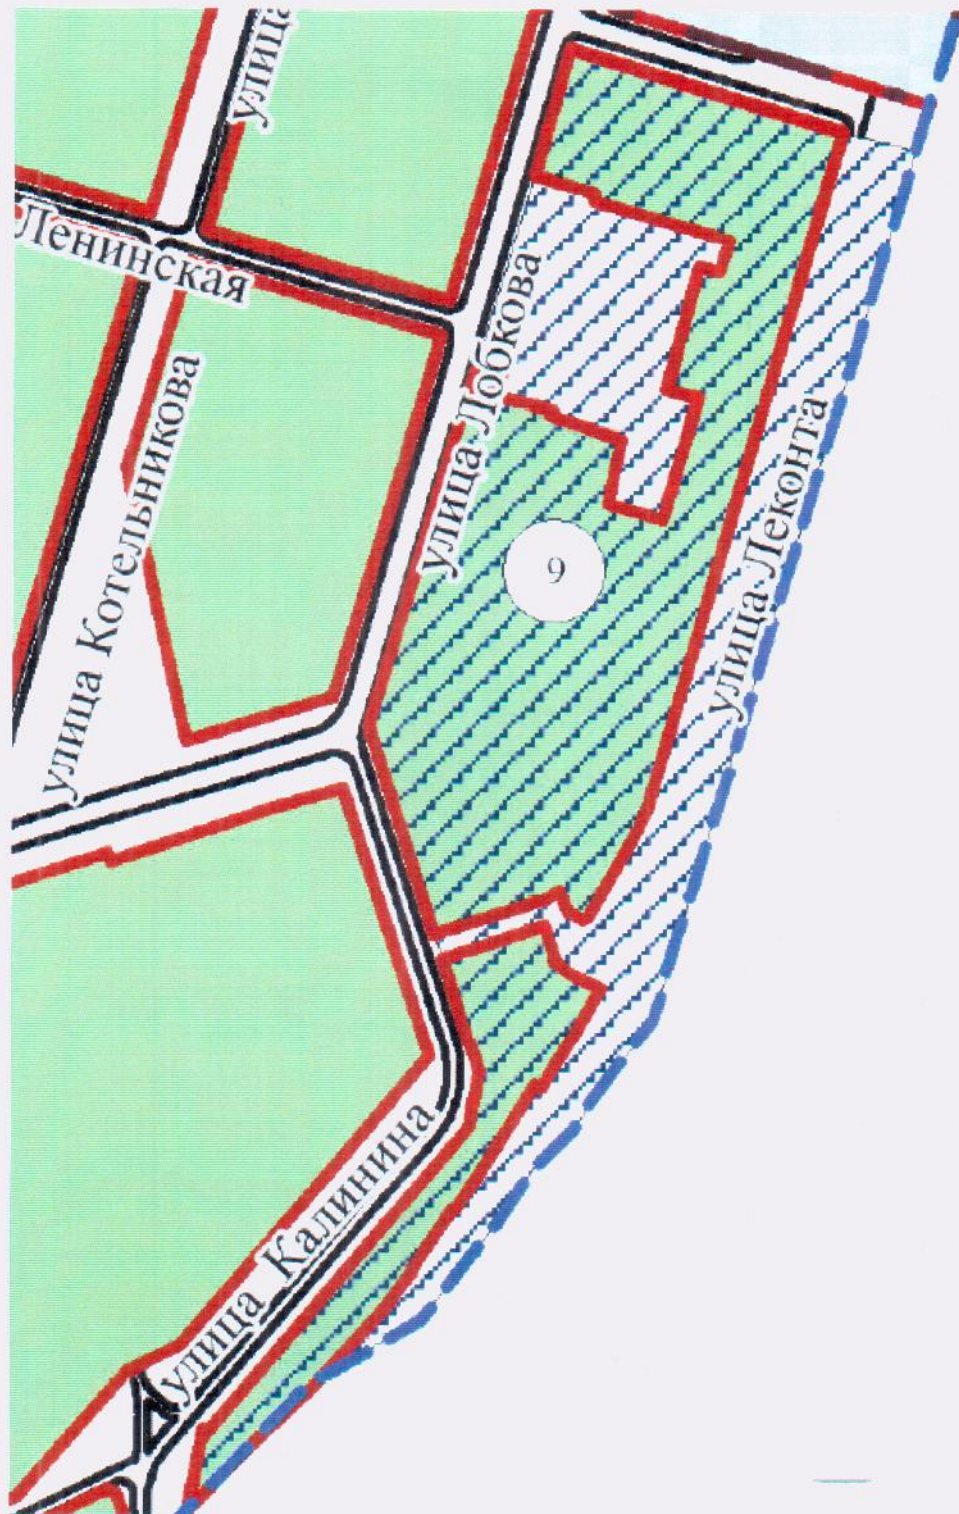 улица
Ленинская
улица Котельникова
улица Лобкова
9
улица Леконта
улица Калинина